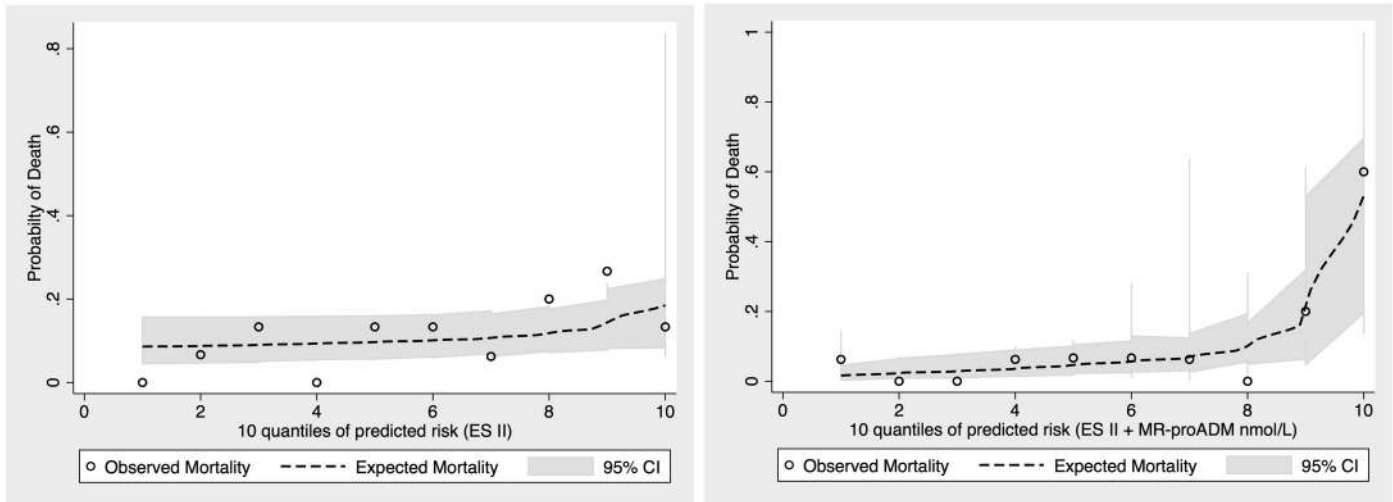 .8
.6
.4
.2
0
Probability of Death
0 2 4 6 8 10
10 quantiles of predicted risk (ES II)
Observed Mortality Expected Mortality 95% CI
1
.8
.6
.4
.2
0
Probabilty of Death
0 2 4 6 8 10
10 quantiles of predicted risk (ES II + MR-proADM nmol/L)
Observed Mortality Expected Mortality 95% CI